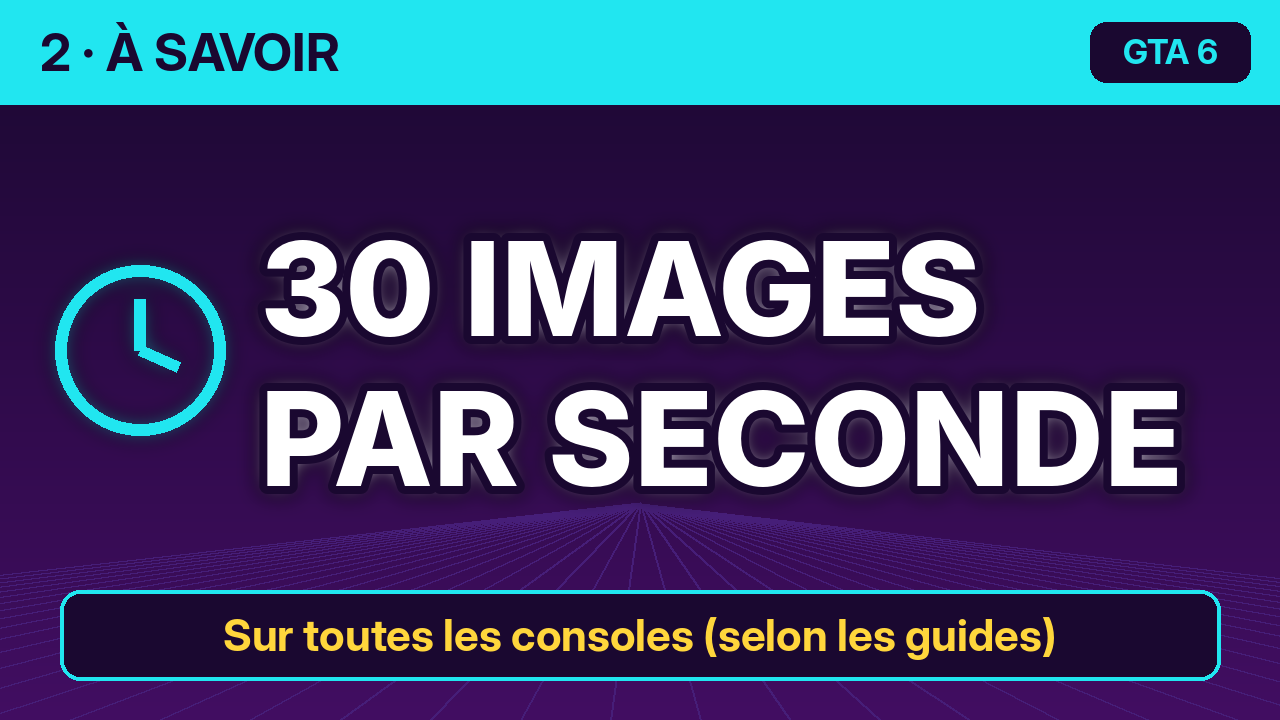 2 · À SAVOIR
GTA 6
30 IMAGES
PAR SECONDE
Sur toutes les consoles (selon les guides)